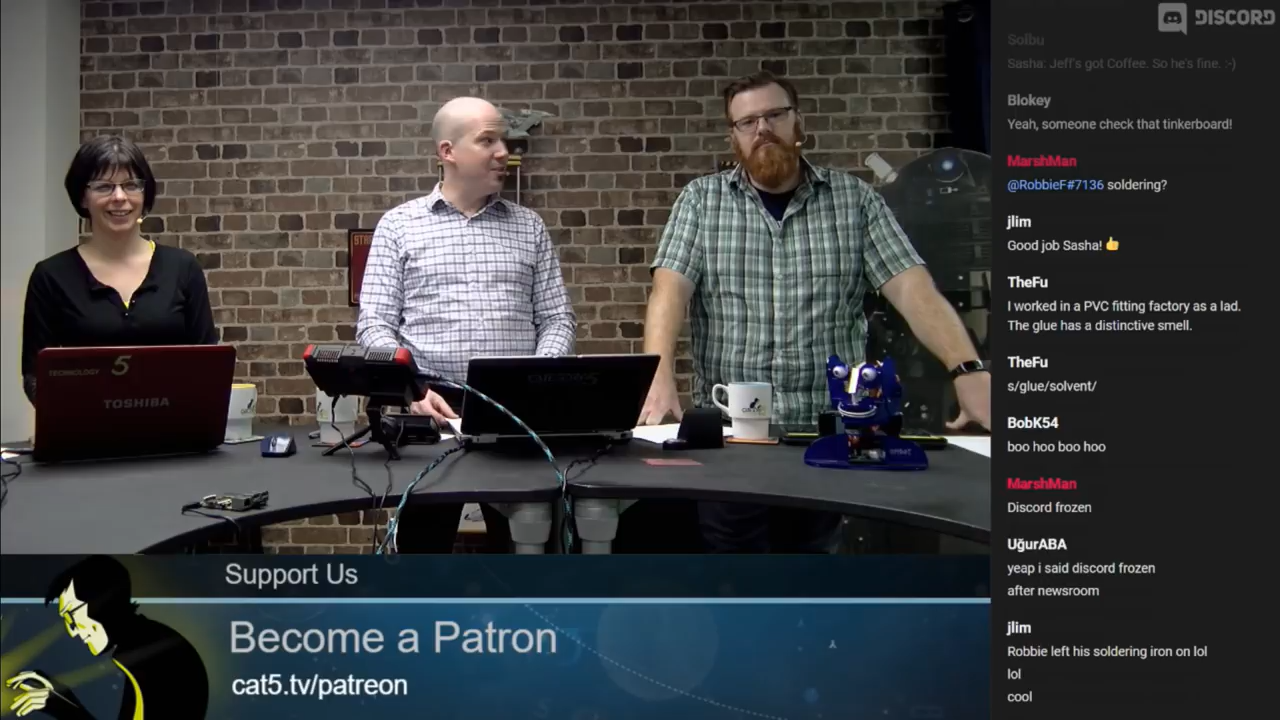 DISCORD
Solbu
Sasha: Jeff's got Coffee. So he's fine. :-)
Blokey
Yeah, someone check that tinkerboard!
MarshMan
@RobbieF#7136 soldering?
jlim
Good job Sasha! 👍
TheFu
I worked in a PVC fitting factory as a lad.
The glue has a distinctive smell.
TheFu
s/glue/solvent/
BobK54
boo hoo boo hoo
MarshMan
Discord frozen
UğurABA
yeap i said discord frozen
after newsroom
jlim
Robbie left his soldering iron on lol
lol
cool
TECHNOLOGY 5
TOSHIBA
Support Us
Become a Patron
cat5.tv/patreon